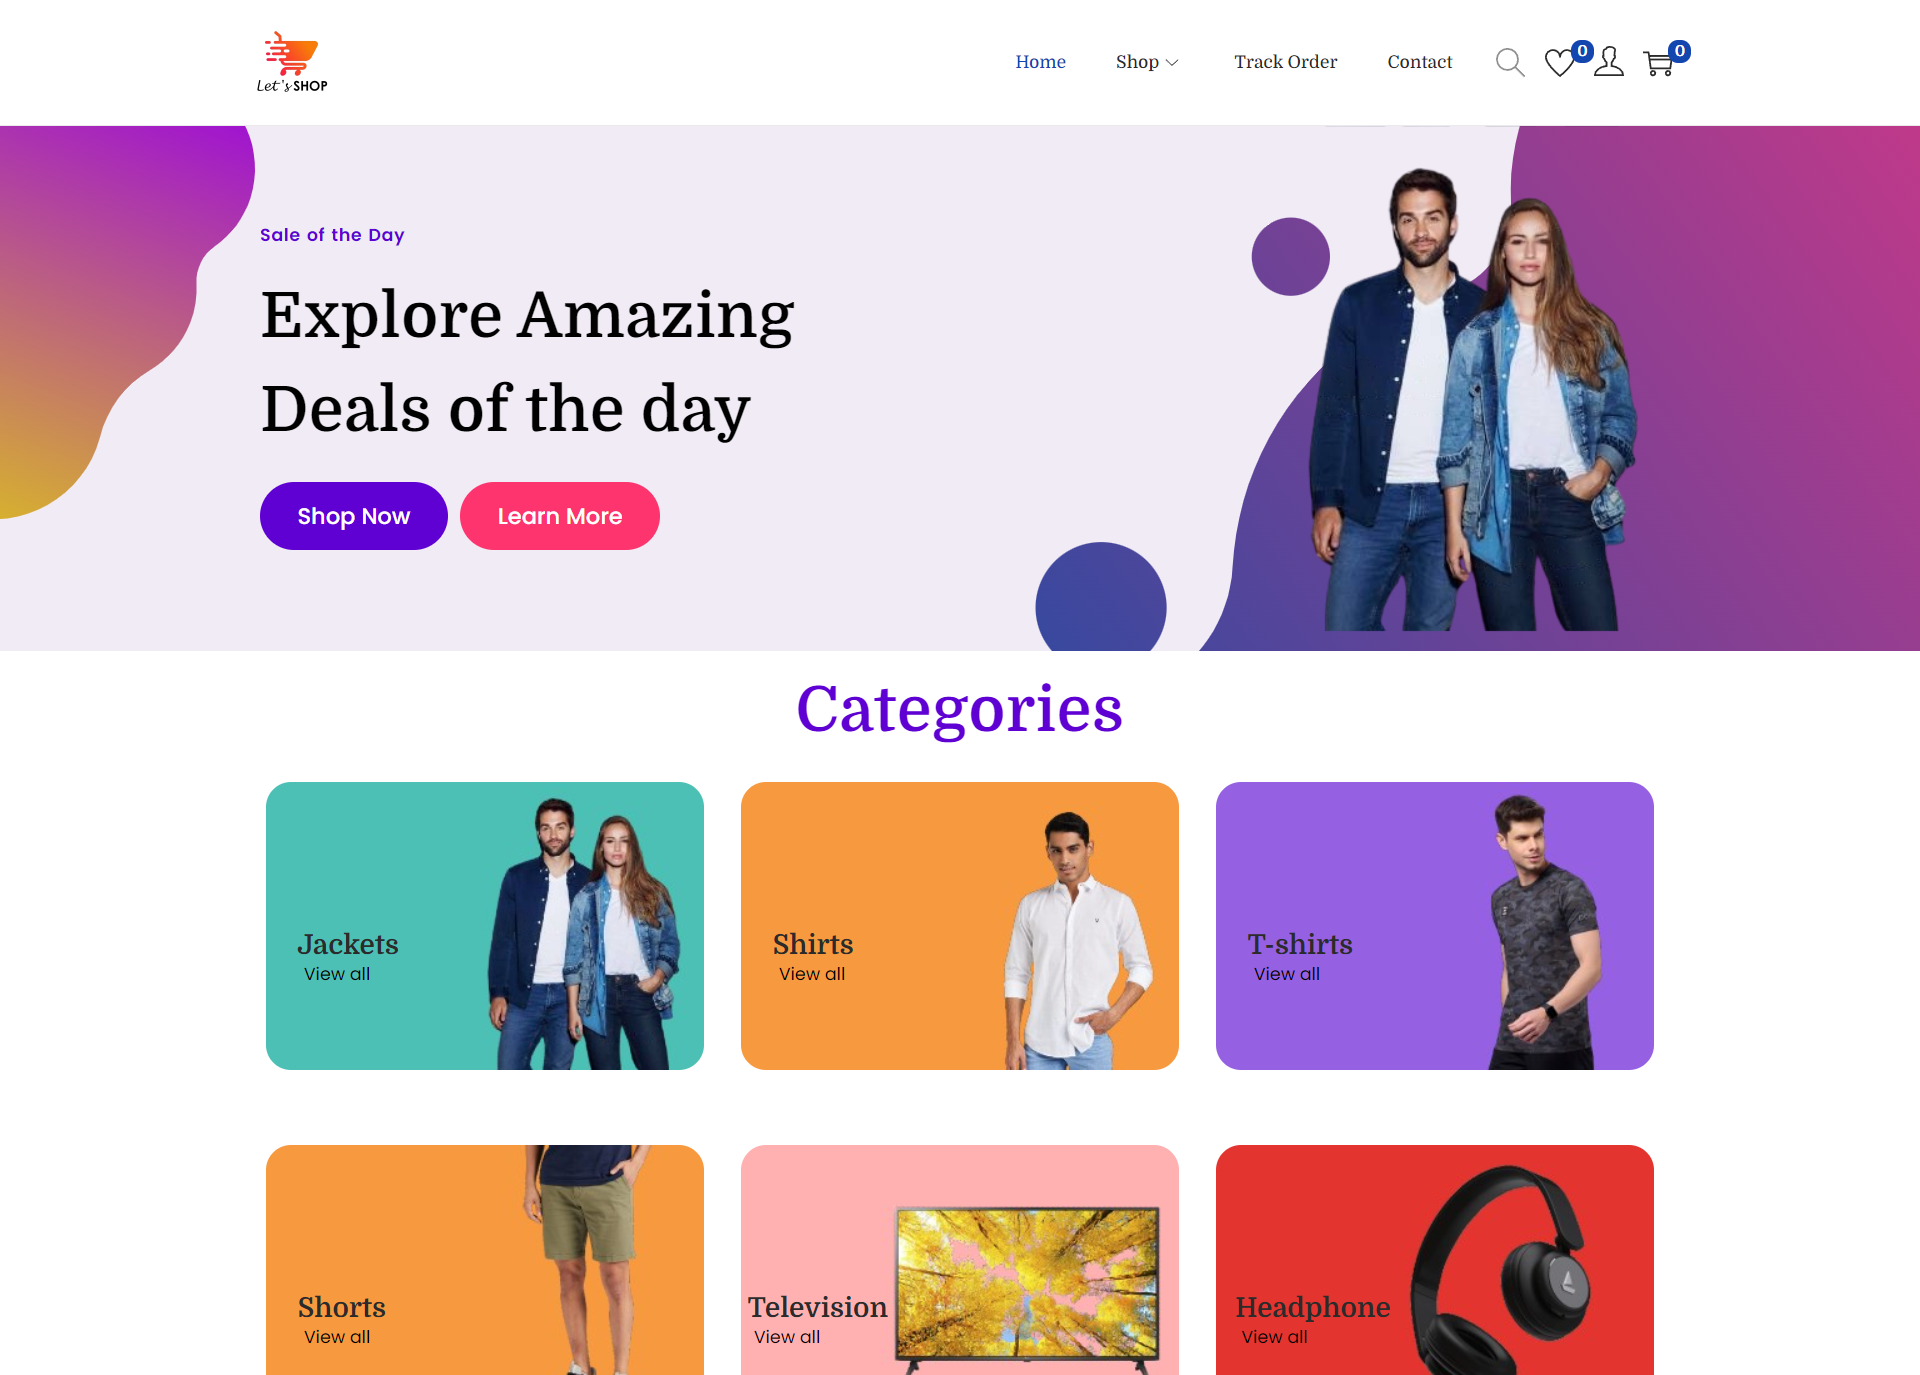 Let's SHOP
Home Shop Track Order Contact 0 0
Sale of the Day
Explore Amazing
Deals of the day
Shop Now Learn More
Categories
Jackets
View all
Shirts
View all
T-shirts
View all
Shorts
View all
Television
View all
Headphone
View all